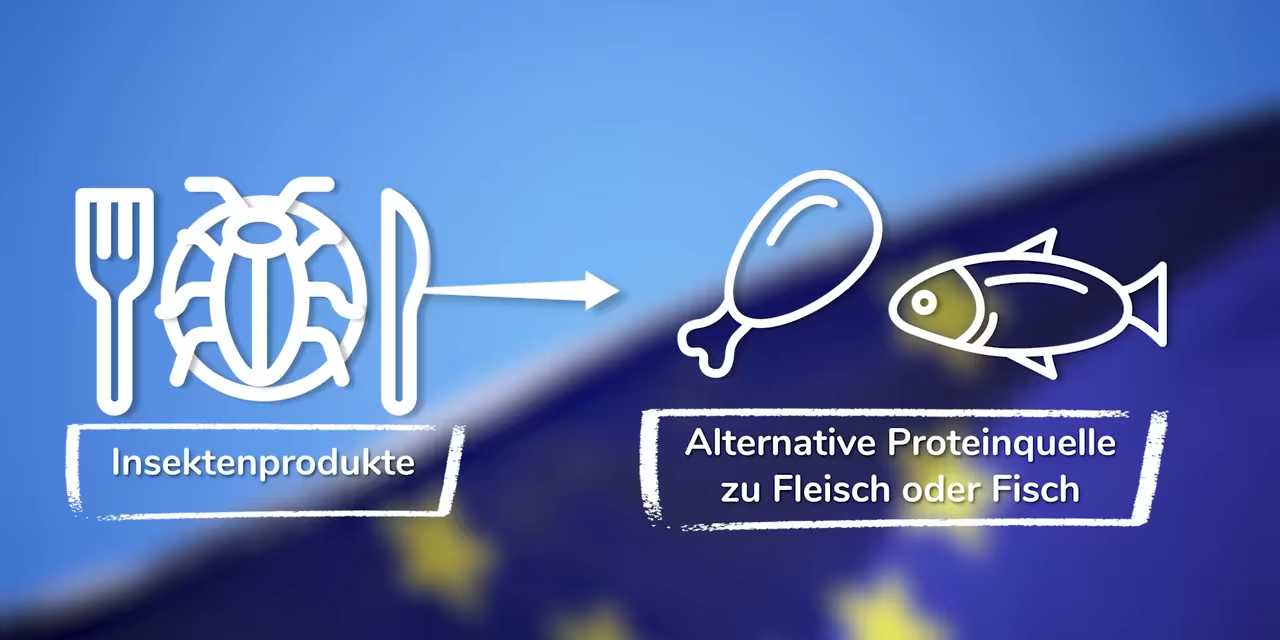 Insektenprodukte
Alternative Proteinquelle
zu Fleisch oder Fisch